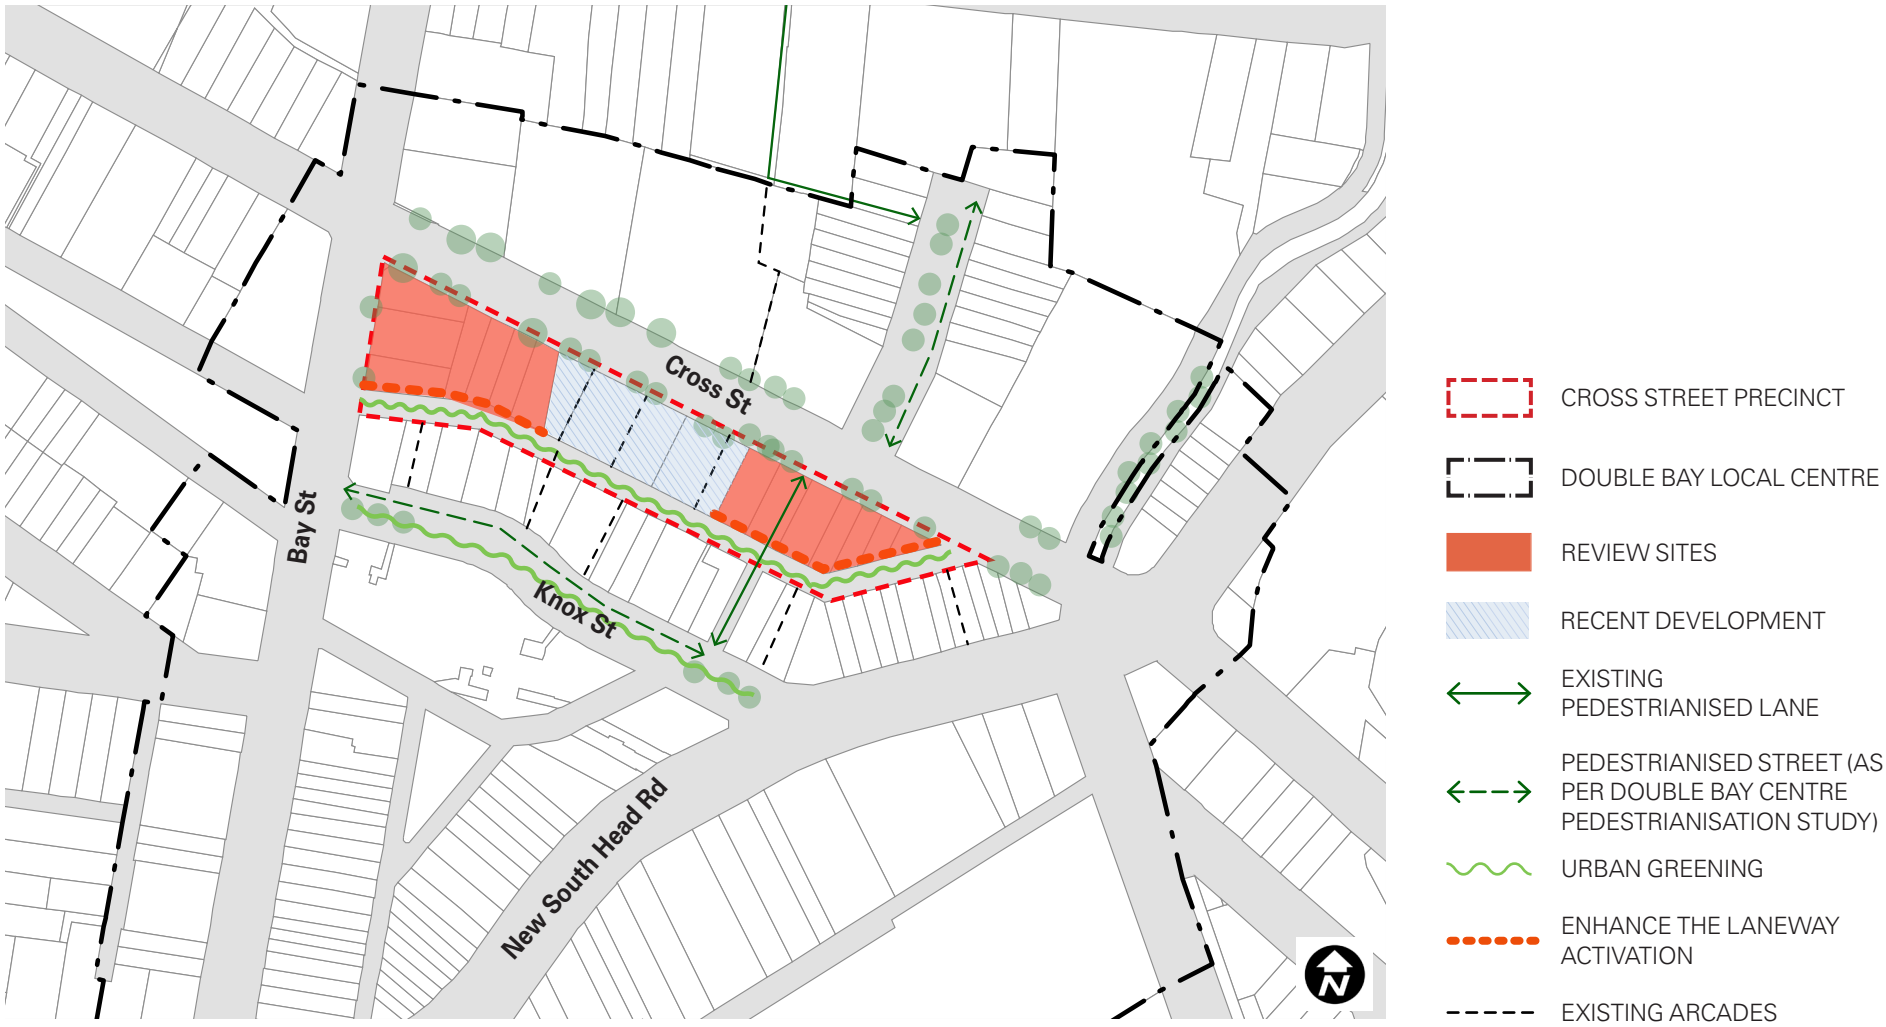 Cross St
Bay St
Knox St
New South Head Rd
N
CROSS STREET PRECINCT
DOUBLE BAY LOCAL CENTRE
REVIEW SITES
RECENT DEVELOPMENT
EXISTING
PEDESTRIANISED LANE
PEDESTRIANISED STREET (AS
PER DOUBLE BAY CENTRE
PEDESTRIANISATION STUDY)
URBAN GREENING
ENHANCE THE LANEWAY
ACTIVATION
EXISTING ARCADES